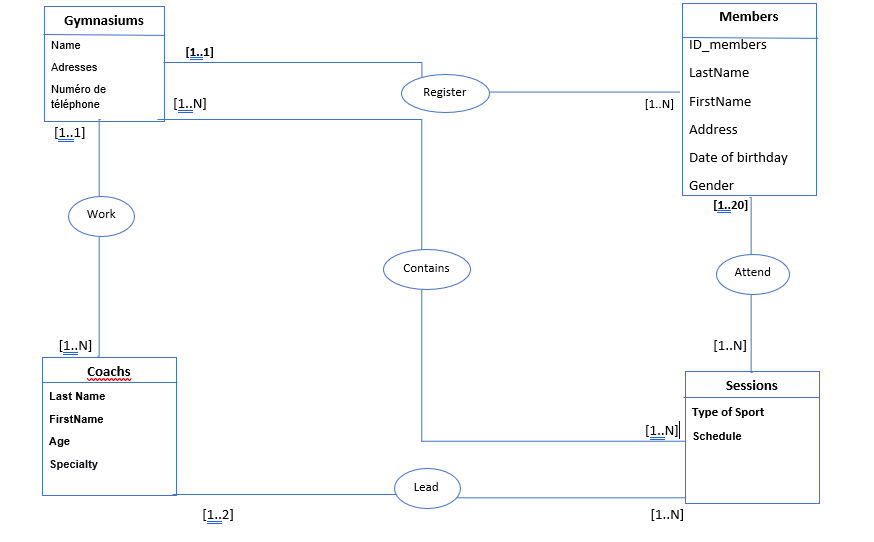 Gymnasiums
Name
Adresses
Numéro de
téléphone
[1..1]
[1..N]
[1..1]
Register
[1..N]
Members
ID_members
LastName
FirstName
Address
Date of birthday
Gender
[1..20]
Work
Contains
Attend
[1..N]
[1..N]
Coachs
Last Name
FirstName
Age
Specialty
Sessions
Type of Sport
Schedule
[1..N]
Lead
[1..2]
[1..N]